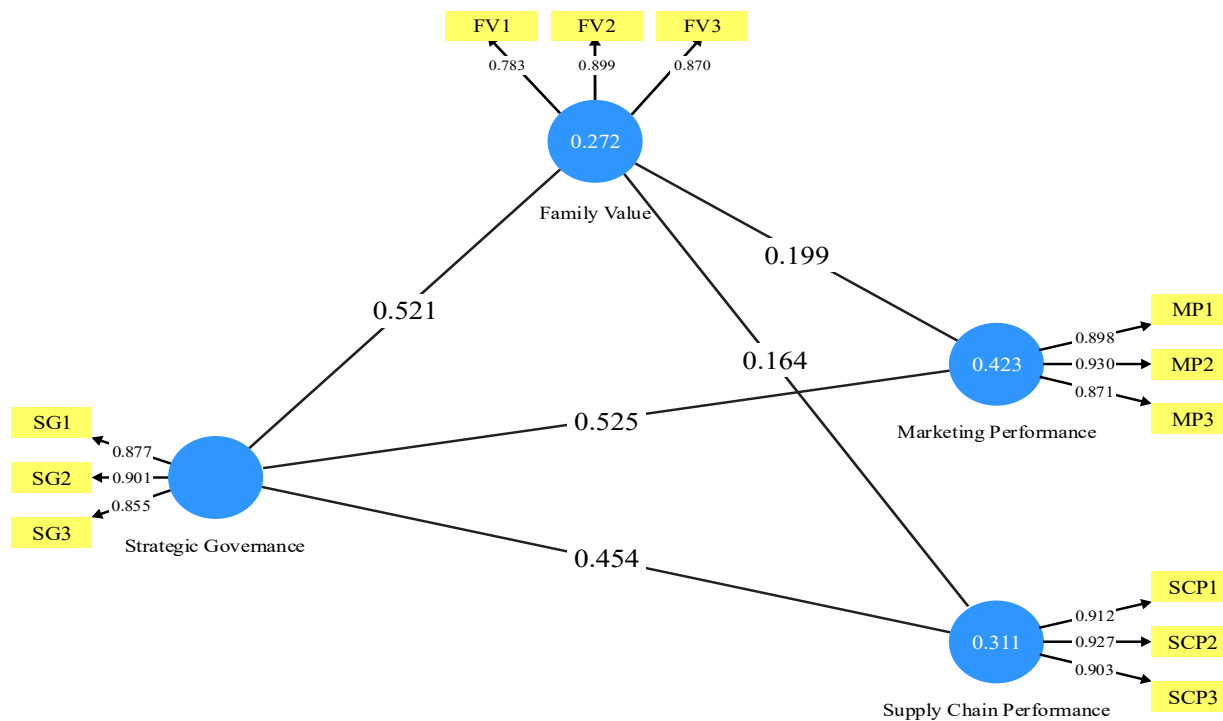 FV1 FV2 FV3
0.783 0.899 0.870
0.272
Family Value
0.199
0.521
MP1
0.898
0.164
MP2
0.930
0.423
0.871
MP3
SG1
0.525
Marketing Performance
0.877
SG2
0.901
0.855
SG3
Strategic Governance
0.454
SCP1
0.912
SCP2
0.927
0.311
0.903
SCP3
Supply Chain Performance